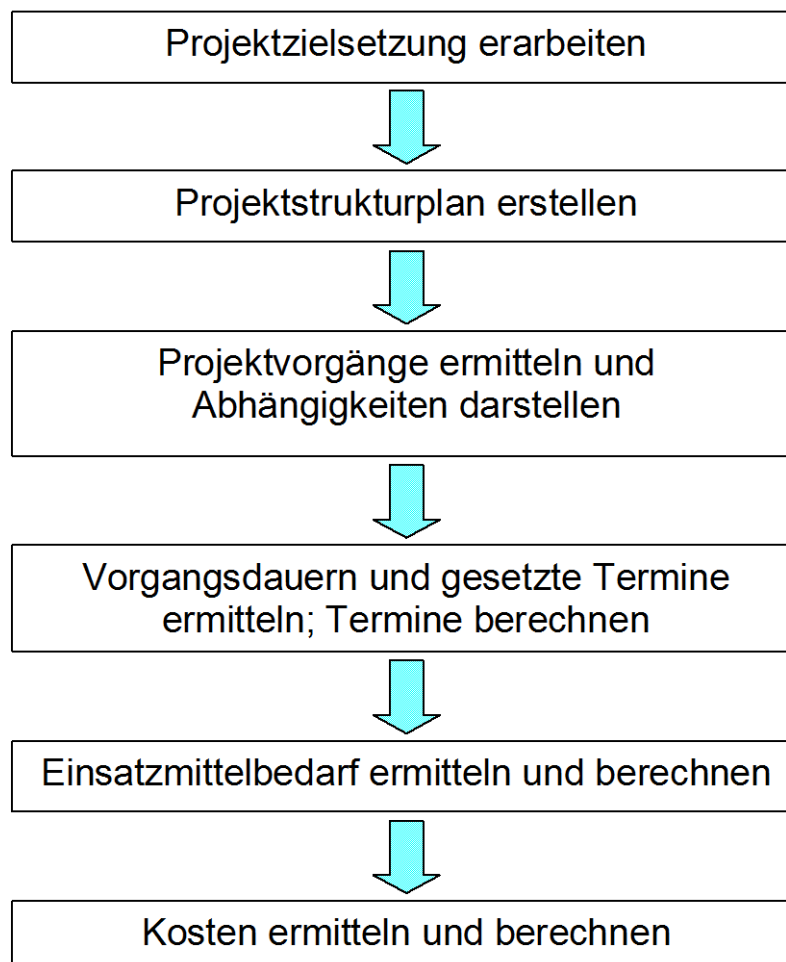 Projektzielsetzung erarbeiten
Projektstrukturplan erstellen
Projektvorgänge ermitteln und
Abhängigkeiten darstellen
Vorgangsdauern und gesetzte Termine
ermitteln; Termine berechnen
Einsatzmittelbedarf ermitteln und berechnen
Kosten ermitteln und berechnen